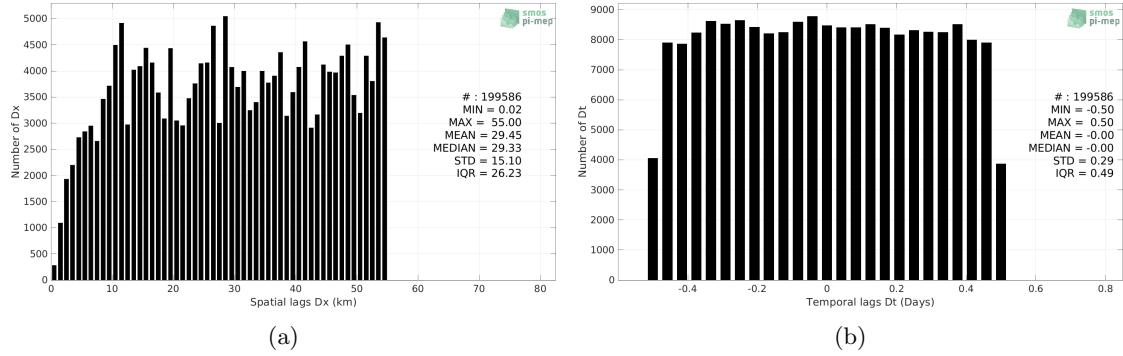 5000
4500
4000
3500
3000
2500
2000
1500
1000
500
0
Number of Dx
smos
pi-mep
# : 199586
MIN = 0.02
MAX = 55.00
MEAN = 29.45
MEDIAN = 29.33
STD = 15.10
IQR = 26.23
0 10 20 30 40 50 60 70 80
Spatial lags Dx (km)
(a)
9000
8000
7000
6000
5000
4000
3000
2000
1000
0
Number of Dt
smos
pi-mep
# : 199586
MIN = -0.50
MAX = 0.50
MEAN = -0.00
MEDIAN = -0.00
STD = 0.29
IQR = 0.49
-0.4 -0.2 0 0.2 0.4 0.6 0.8
Temporal lags Dt (Days)
(b)